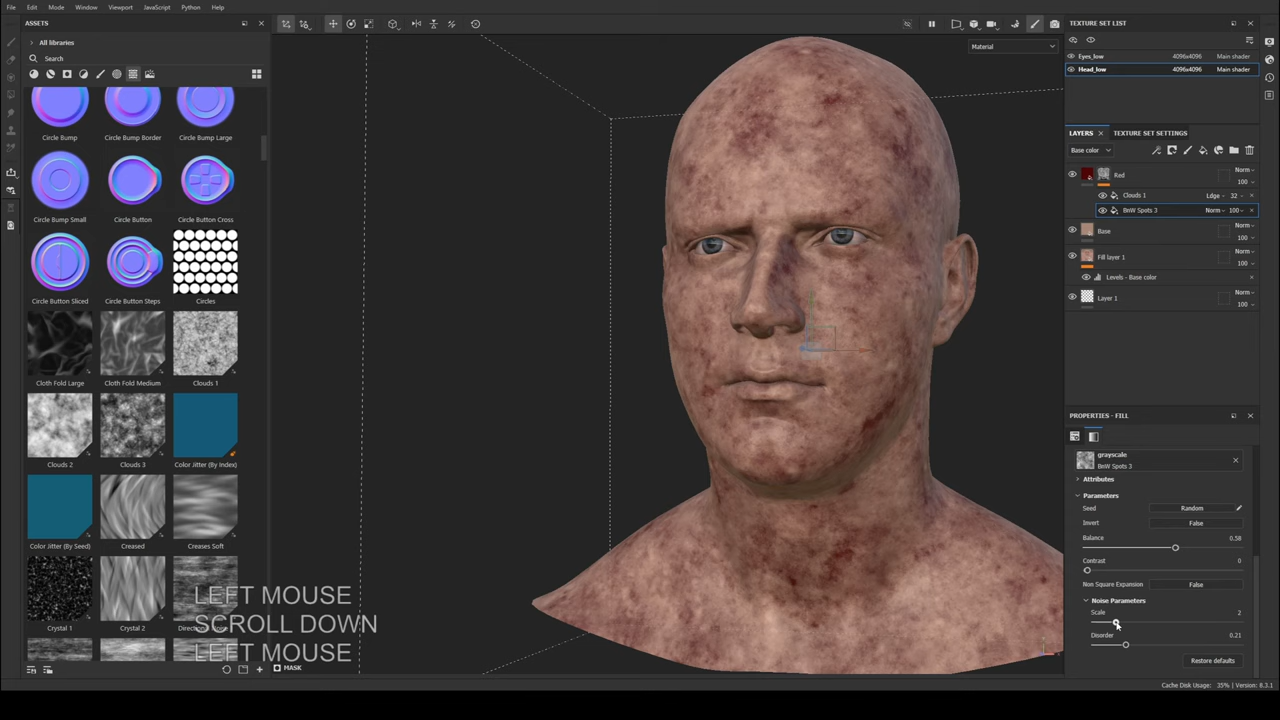 File Edit Mode Window Viewport JavaScript Python Help
ASSETS
All libraries
Search
Circle Bump Circle Bump Border Circle Bump Large
Circle Bump Small Circle Button Circle Button Cross
Circle Button Sliced Circle Button Steps Circles
Cloth Fold Large Cloth Fold Medium Clouds 1
Clouds 2 Clouds 3 Color Jitter (By Index)
Color Jitter (By Seed) Creased Creases Soft
Crystal 1 Crystal 2
LEFT MOUSE
SCROLL DOWN
LEFT MOUSE
MASK
Material
TEXTURE SET LIST
Eyes_low 4096x4096 Main shader
Head_low 4096x4096 Main shader
LAYERS TEXTURE SET SETTINGS
Base color
Red Norm 100
Clouds 1 Ldge 32
BnW Spots 3 Norm 100
Base Norm 100
Fill layer 1 Norm 100
Levels - Base color
Layer 1 Norm 100
PROPERTIES - FILL
grayscale
BnW Spots 3
Attributes
Parameters
Seed Random
Invert False
Balance 0.58
Contrast 0
Non Square Expansion False
Noise Parameters
Scale 2
Disorder 0.21
Restore defaults
Cache Disk Usage: 35% | Version: 8.3.1